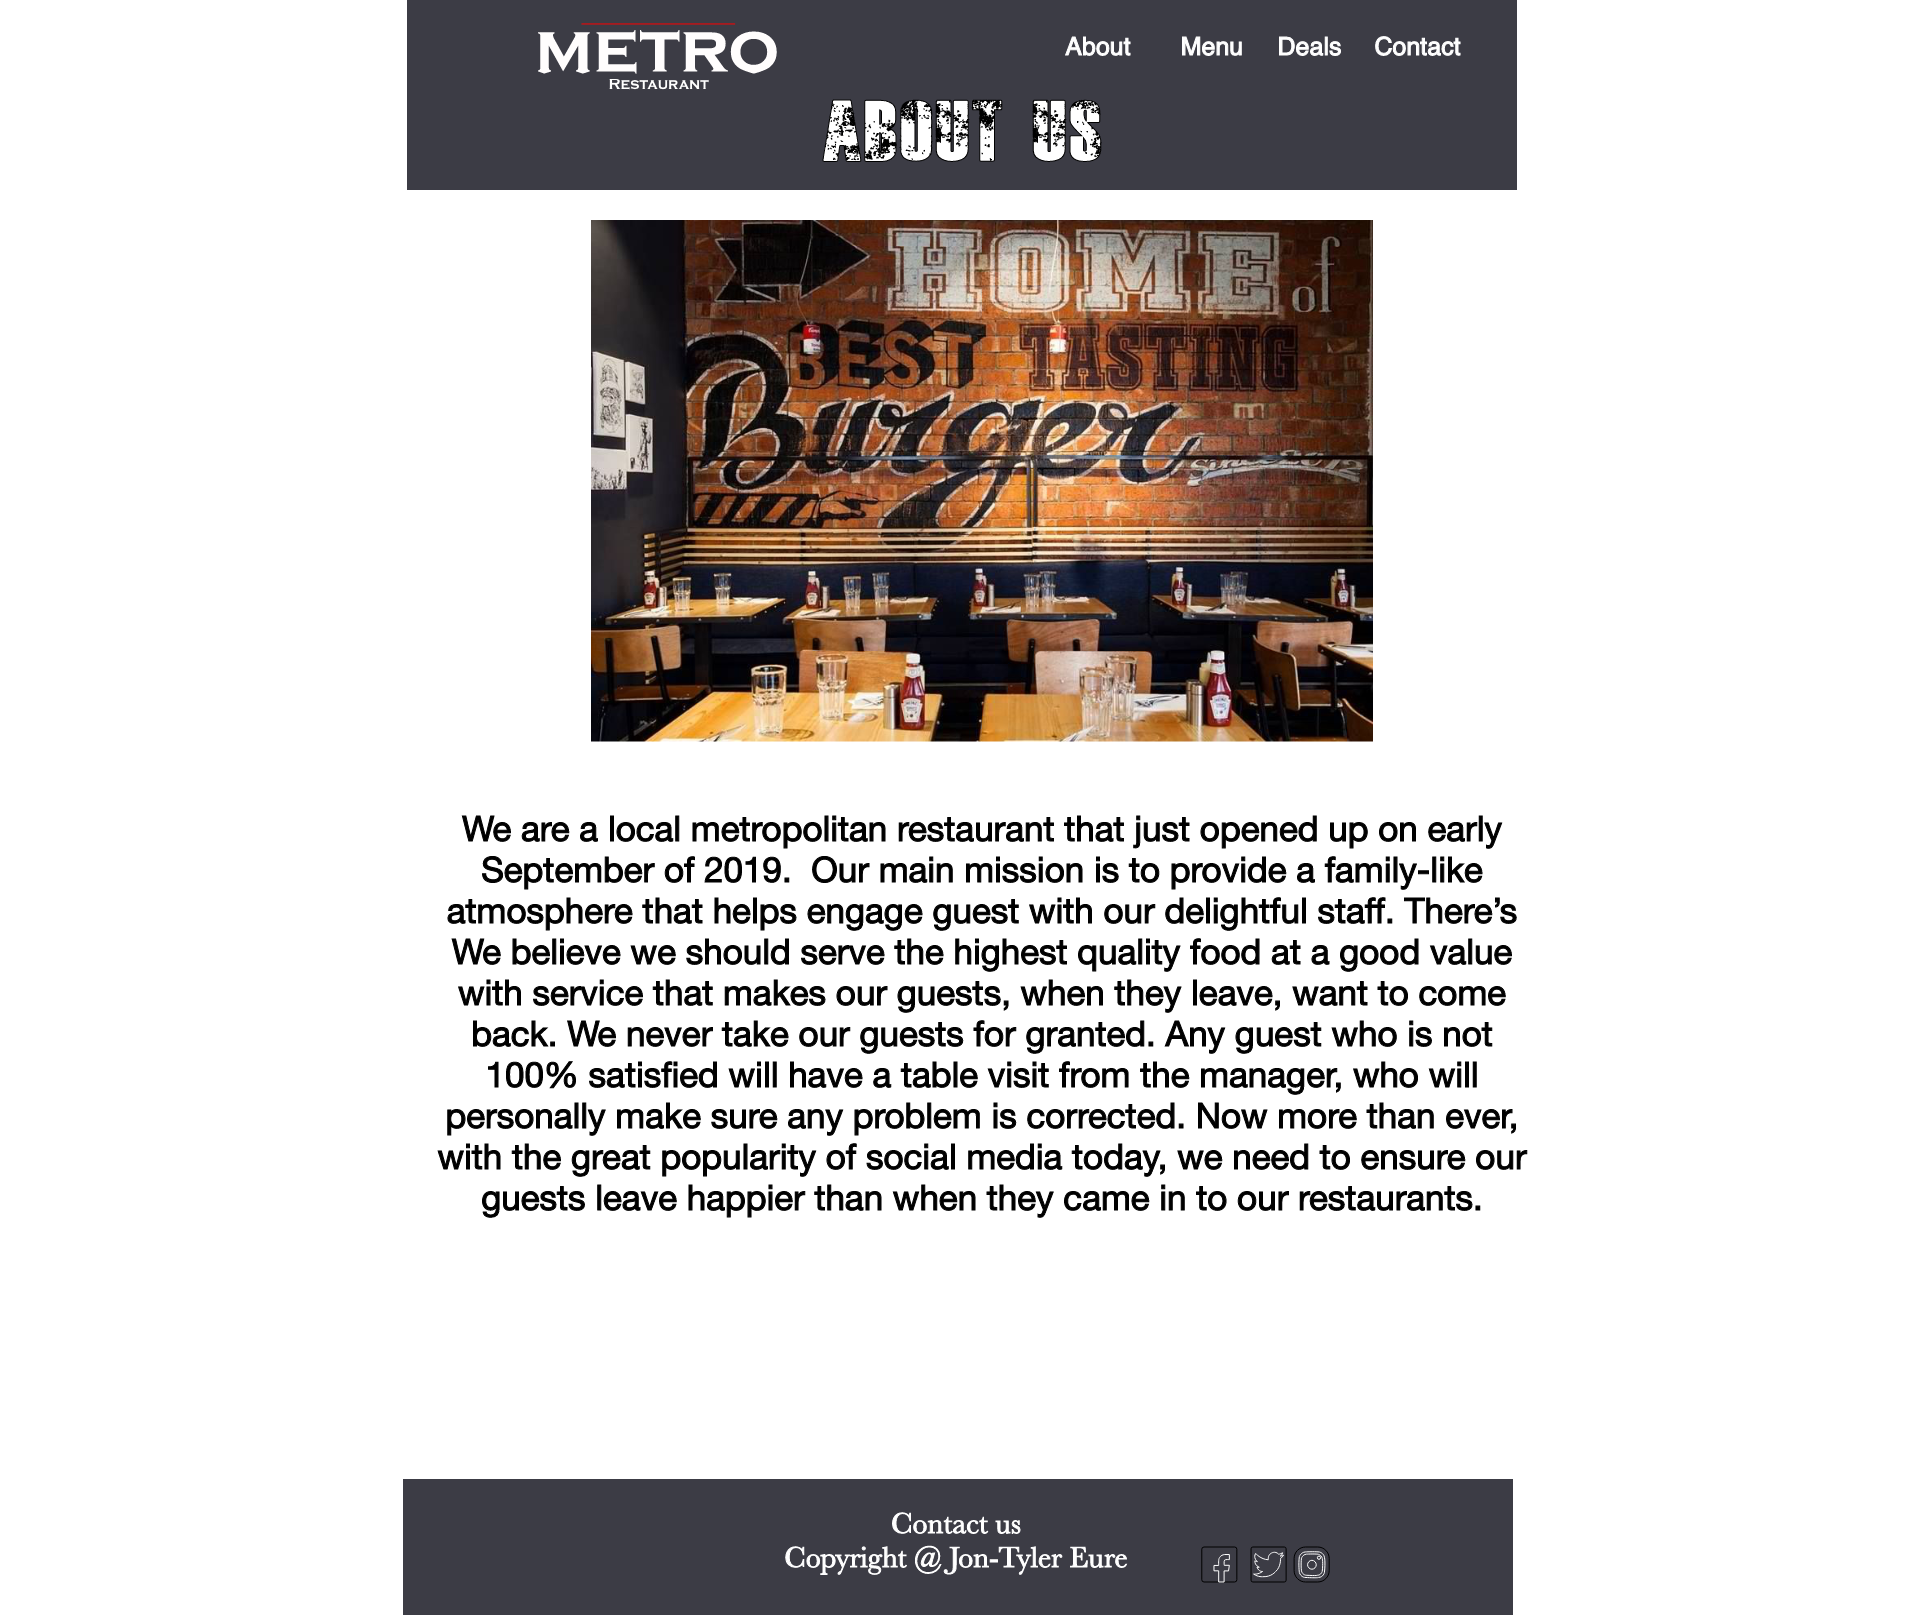 METRO
RESTAURANT
About Menu Deals Contact
ABOUT US
HOME of
BEST TASTING
Burger
We are a local metropolitan restaurant that just opened up on early
September of 2019.  Our main mission is to provide a family-like
atmosphere that helps engage guest with our delightful staff. There’s
We believe we should serve the highest quality food at a good value
with service that makes our guests, when they leave, want to come
back. We never take our guests for granted. Any guest who is not
100% satisfied will have a table visit from the manager, who will
personally make sure any problem is corrected. Now more than ever,
with the great popularity of social media today, we need to ensure our
guests leave happier than when they came in to our restaurants.
Contact us
Copyright @ Jon-Tyler Eure